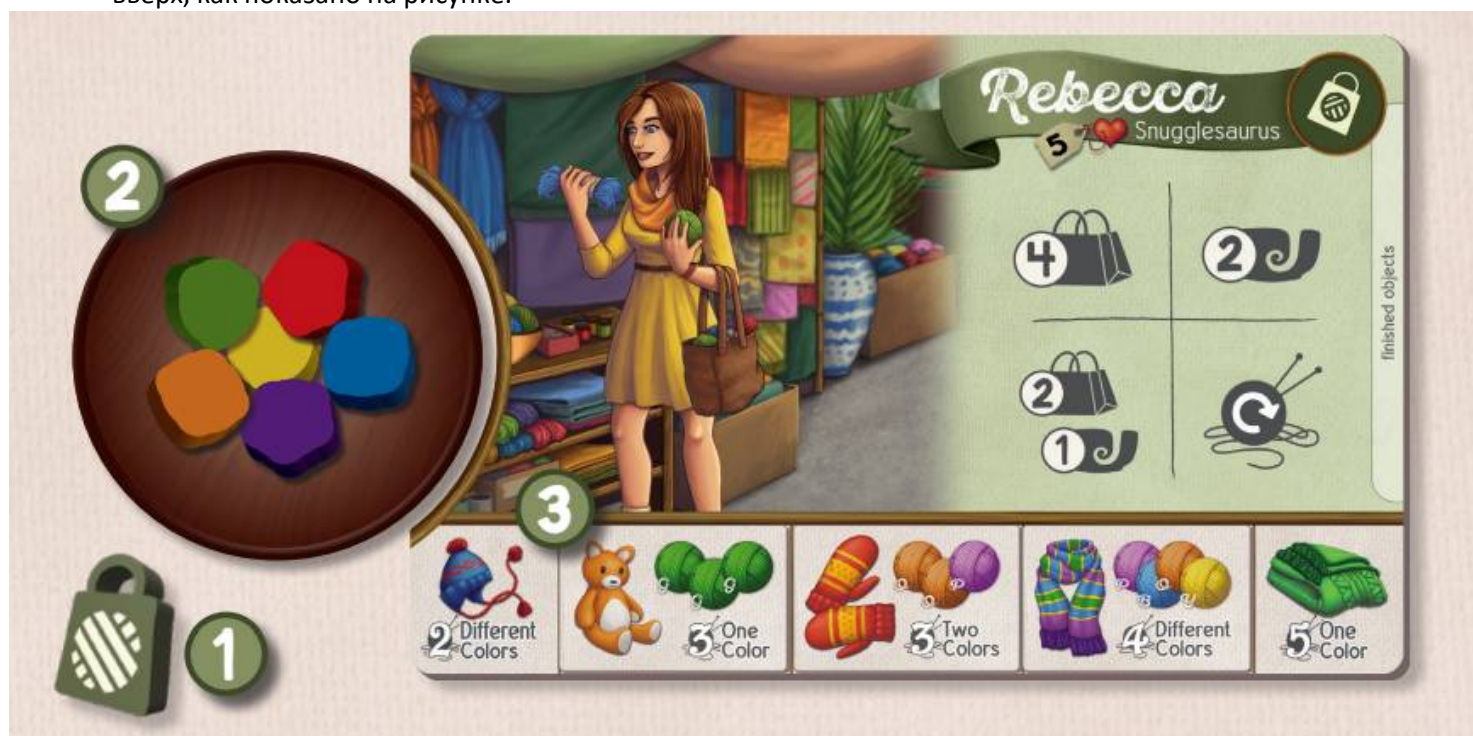 вверх, как показано на рисунке.
2
Rebecca
5
Snugglesaurus
4
2
2
1
finished objects
3
2 Different
Colors
G G G
3 One
Color
O O P
3 Two
Colors
P B O Y
4 Different
Colors
5 One
Color
1